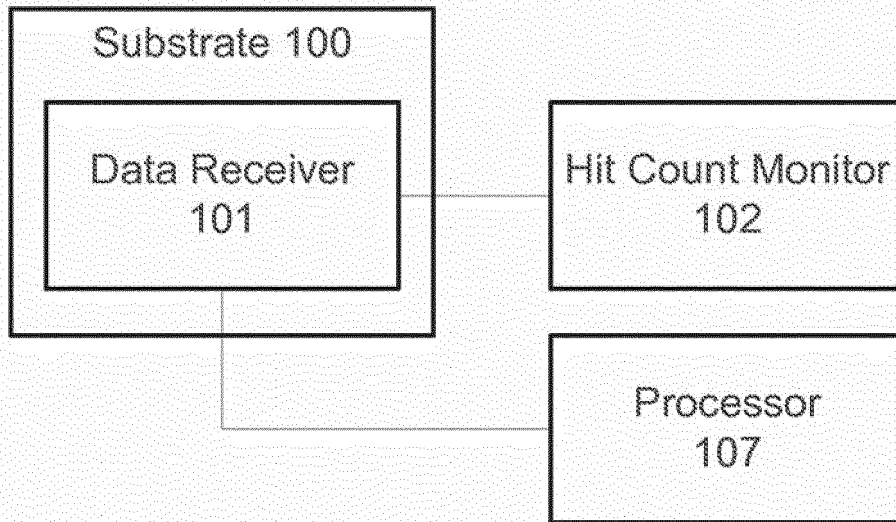 Substrate 100
Data Receiver
101
Hit Count Monitor
102
Processor
107